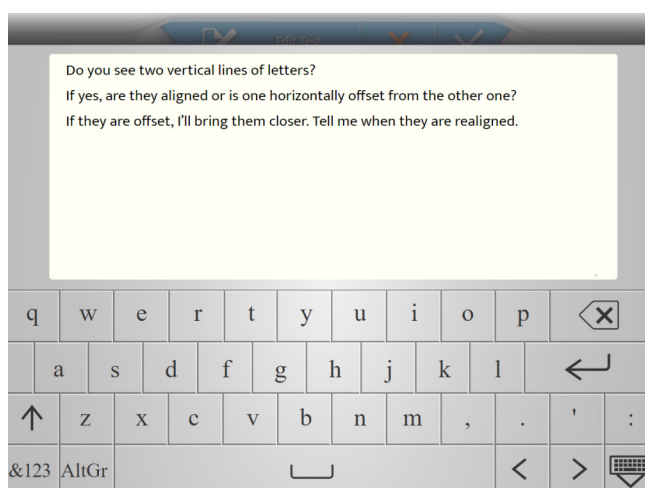 Edit Test
Do you see two vertical lines of letters?
If yes, are they aligned or is one horizontally offset from the other one?
If they are offset, I'll bring them closer. Tell me when they are realigned.
q w e r t y u i o p
a s d f g h j k l
z x c v b n m , . ' :
&123 AltGr < >